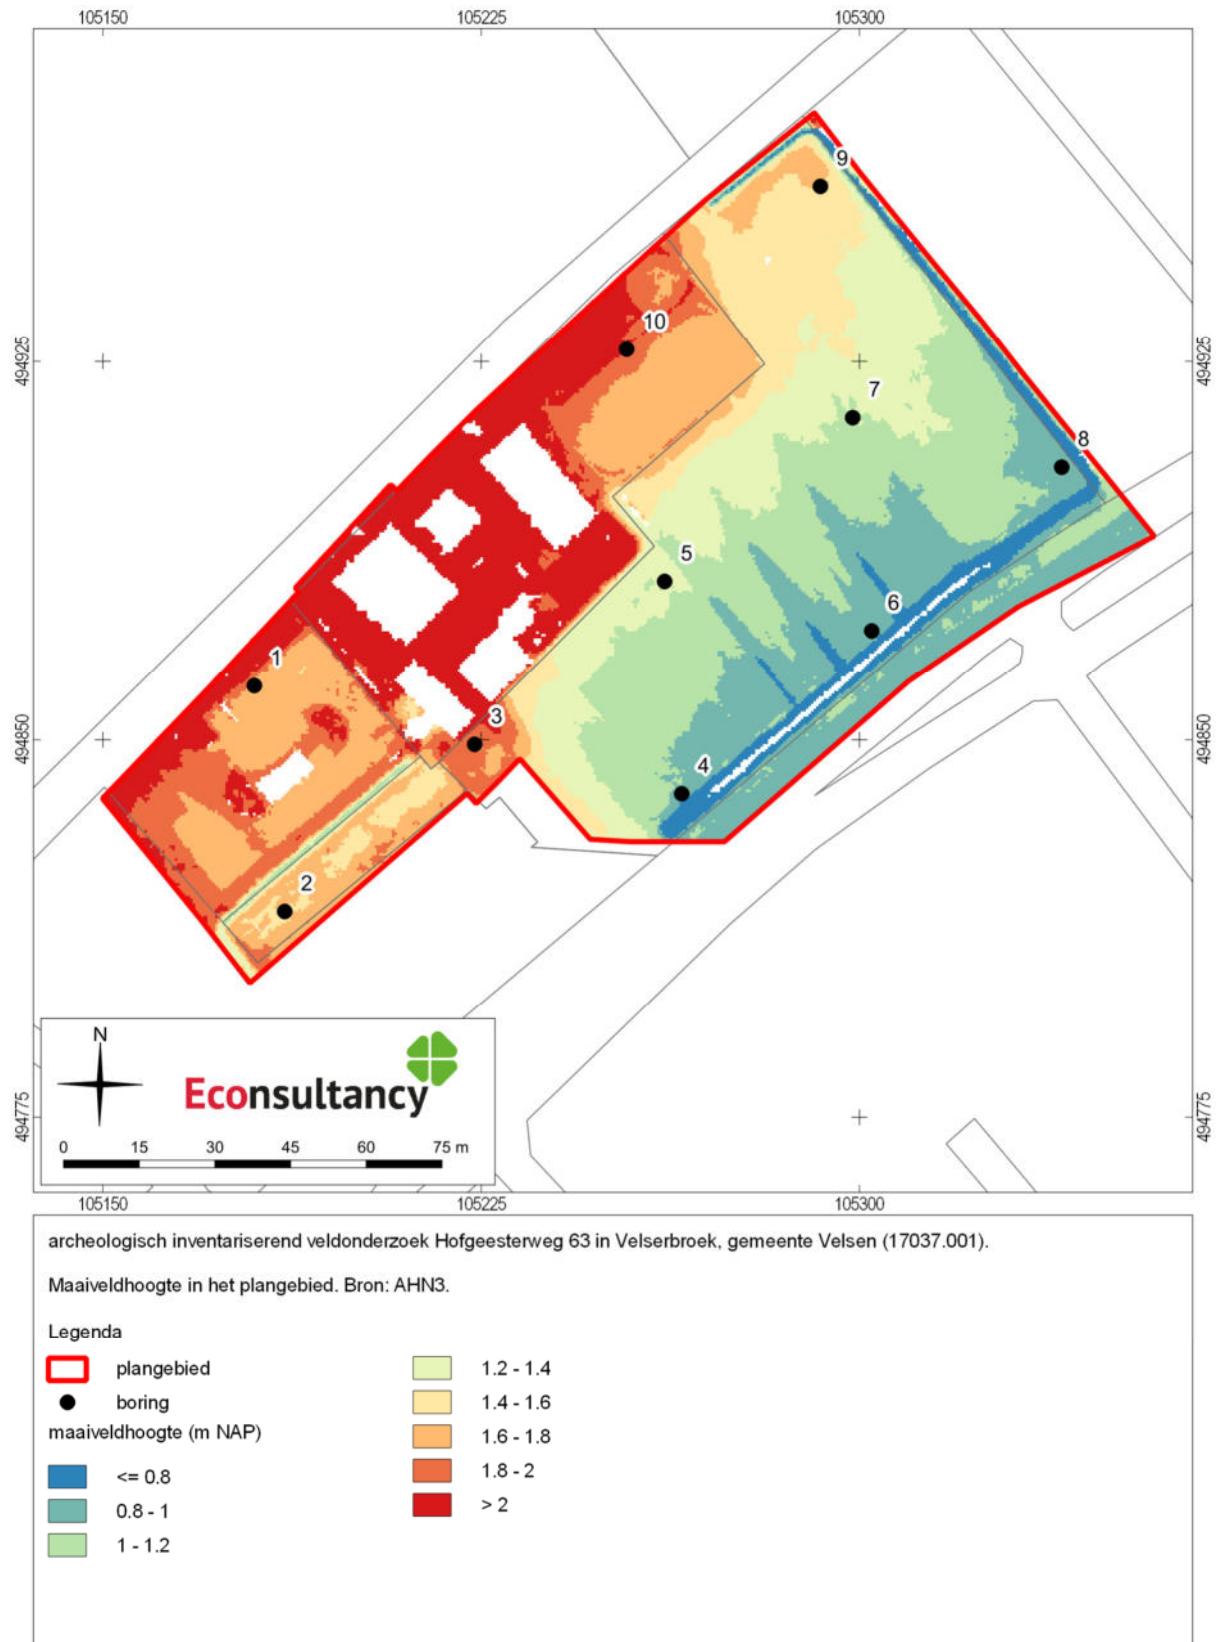 105150 105225 105300
494925 494925
494850 494850
494775 494775
9
10
7
8
5
6
1
3
4
2
N
Econsultancy
0 15 30 45 60 75 m
105150 105225 105300
archeologisch inventariserend veldonderzoek Hofgeesterweg 63 in Velserbroek, gemeente Velsen (17037.001).
Maaiveldhoogte in het plangebied. Bron: AHN3.
Legenda
plangebied
boring
maaiveldhoogte (m NAP)
<= 0.8
0.8 - 1
1 - 1.2
1.2 - 1.4
1.4 - 1.6
1.6 - 1.8
1.8 - 2
> 2